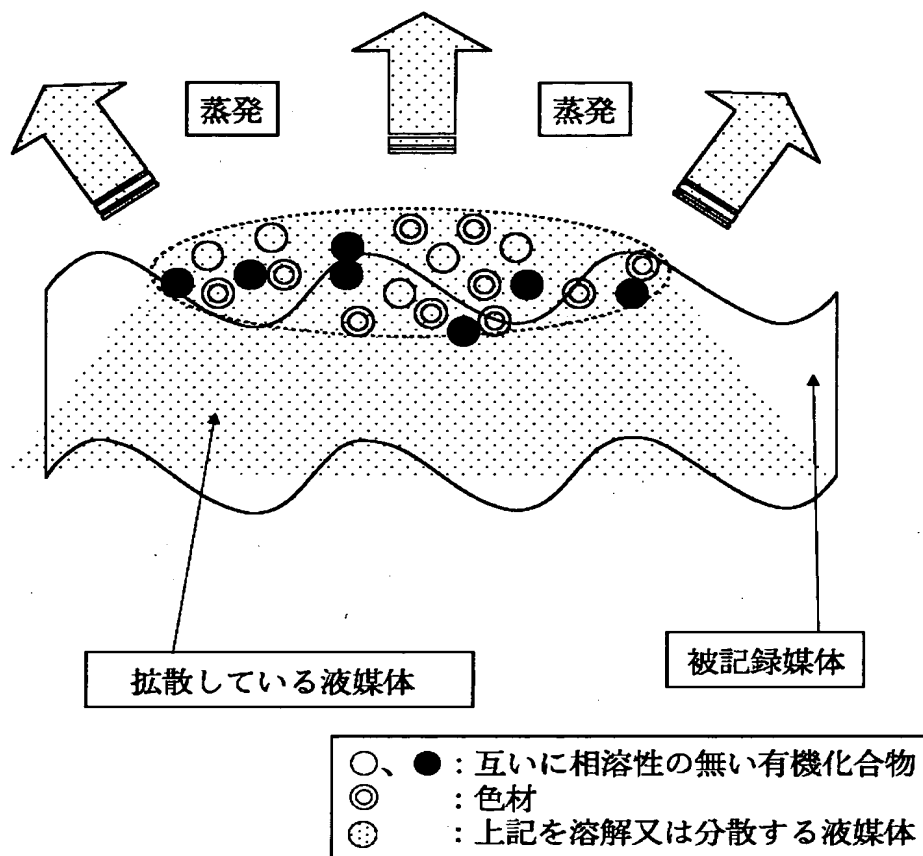 蒸発
蒸発
拡散している液媒体
被記録媒体
○、●：互いに相溶性の無い有機化合物
◎：色材
：上記を溶解又は分散する液媒体